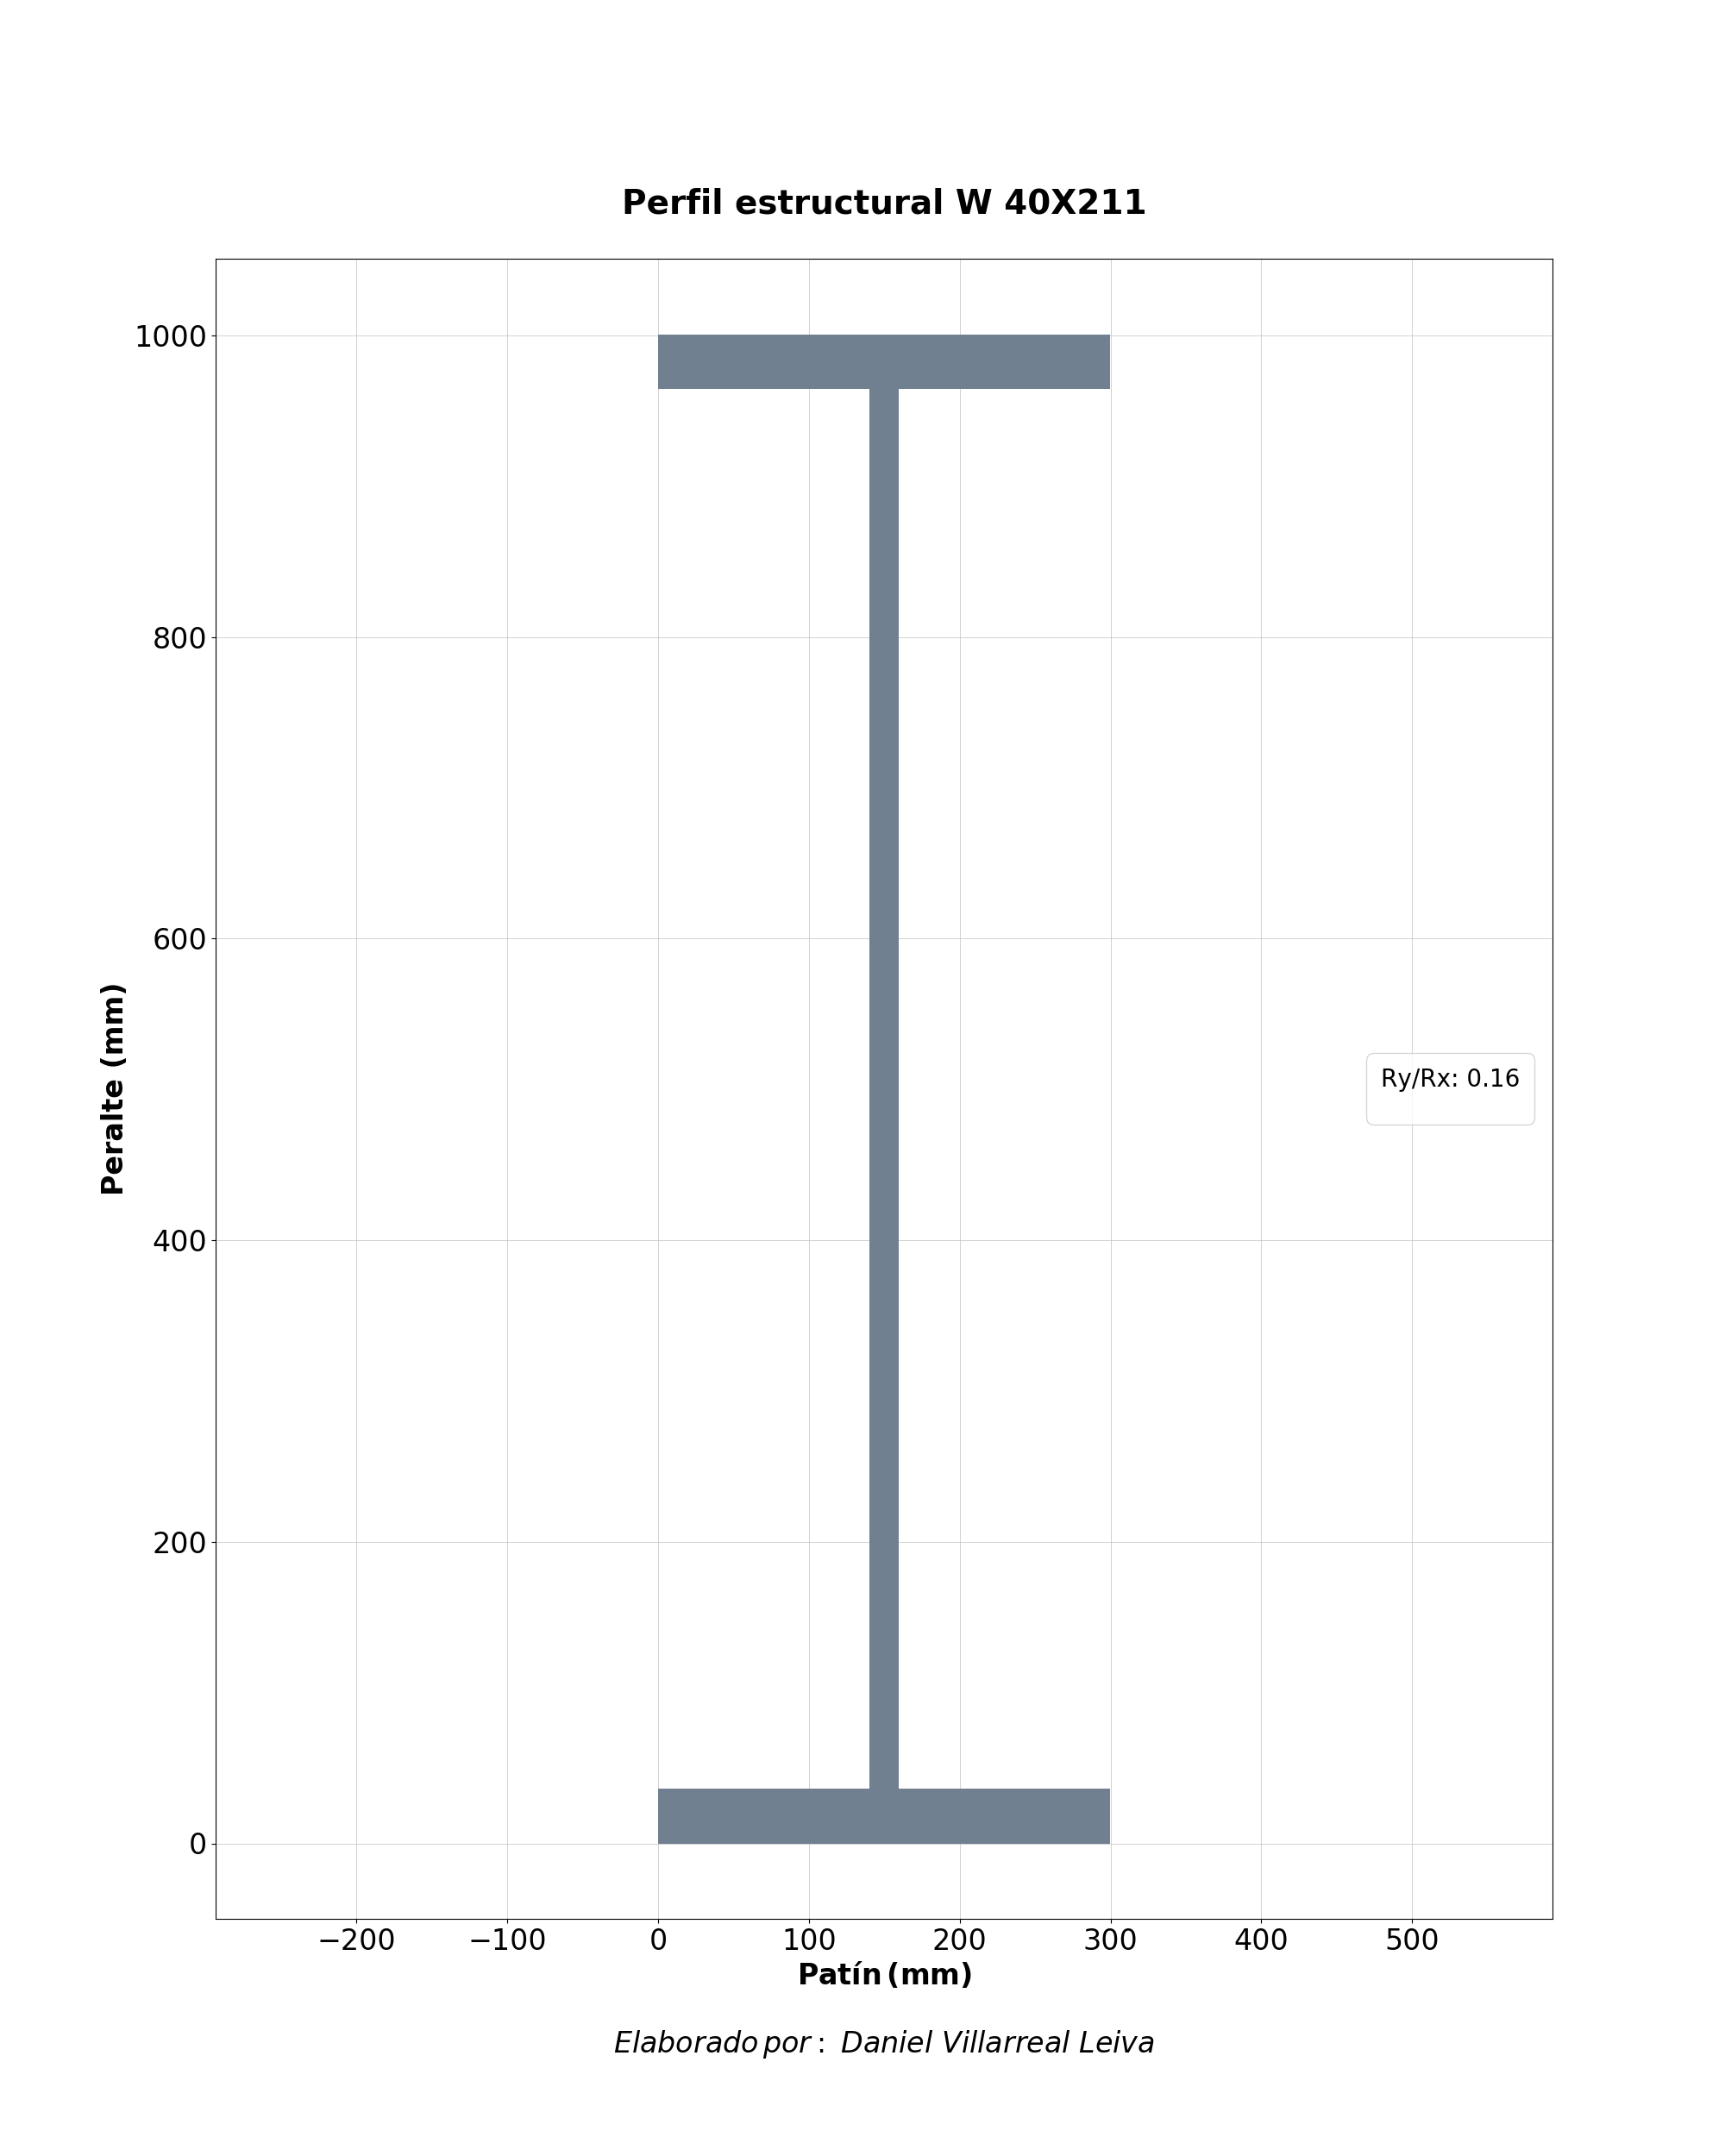 Perfil estructural W 40X211
1000
800
600
400
200
0
Peralte (mm)
Ry/Rx: 0.16
−200 −100 0 100 200 300 400 500
Patín (mm)
Elaborado por: Daniel Villarreal Leiva